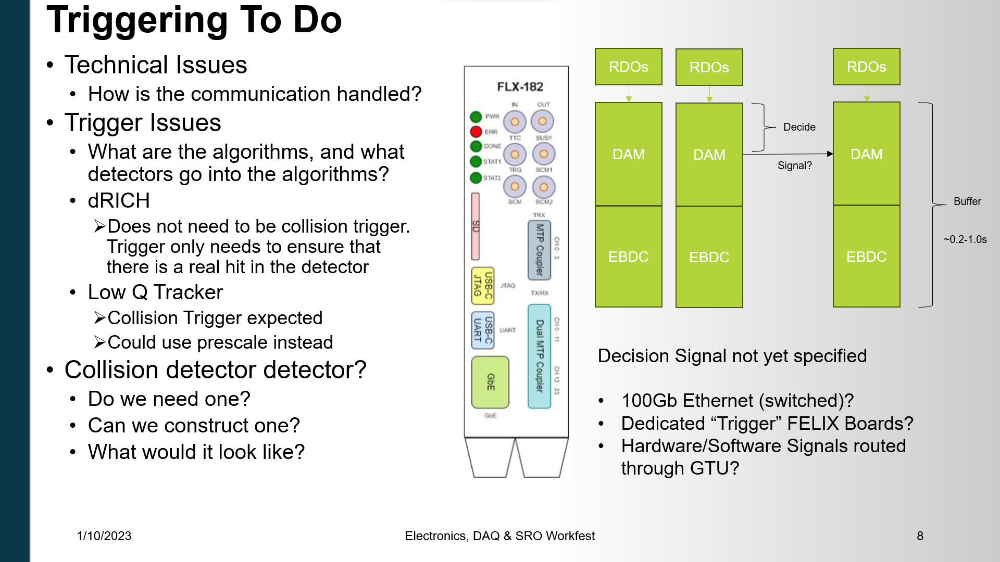 Triggering To Do
• Technical Issues
• How is the communication handled?
• Trigger Issues
• What are the algorithms, and what
detectors go into the algorithms?
• dRICH
➢Does not need to be collision trigger.
Trigger only needs to ensure that
there is a real hit in the detector
• Low Q Tracker
➢Collision Trigger expected
➢Could use prescale instead
• Collision detector detector?
• Do we need one?
• Can we construct one?
• What would it look like?
FLX-182
IN OUT
PWR
ERR
TTC BUSY
DONE
STAT1
TRG BCM1
STAT2
BCM BCM2
TRX
SD
MTP Coupler
CH 0 - 3
USB-C
JTAG
JTAG
TX/RX
USB-C
UART
UART
Dual MTP Coupler
CH 0 - 11
CH 12 - 23
GbE
GbE
RDOs RDOs RDOs
Decide
DAM DAM DAM
Signal?
Buffer
~0.2-1.0s
EBDC EBDC EBDC
Decision Signal not yet specified
• 100Gb Ethernet (switched)?
• Dedicated “Trigger” FELIX Boards?
• Hardware/Software Signals routed
through GTU?
1/10/2023
Electronics, DAQ & SRO Workfest
8